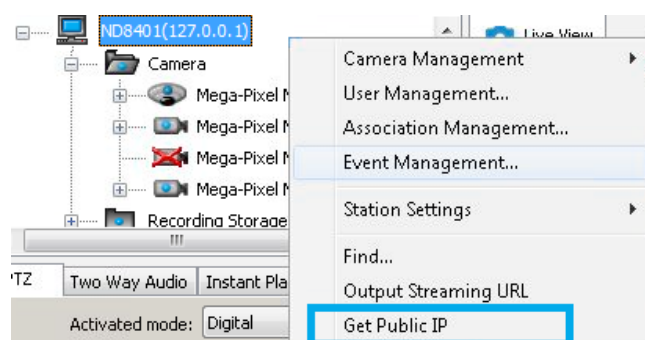 ND8401(127.0.0.1)
Live View
Camera
Camera Management
Mega-Pixel
User Management...
Mega-Pixel
Association Management...
Mega-Pixel
Event Management...
Mega-Pixel
Recording Storage
Station Settings
Find...
PTZ
Two Way Audio
Instant Pla
Output Streaming URL
Activated mode:
Digital
Get Public IP